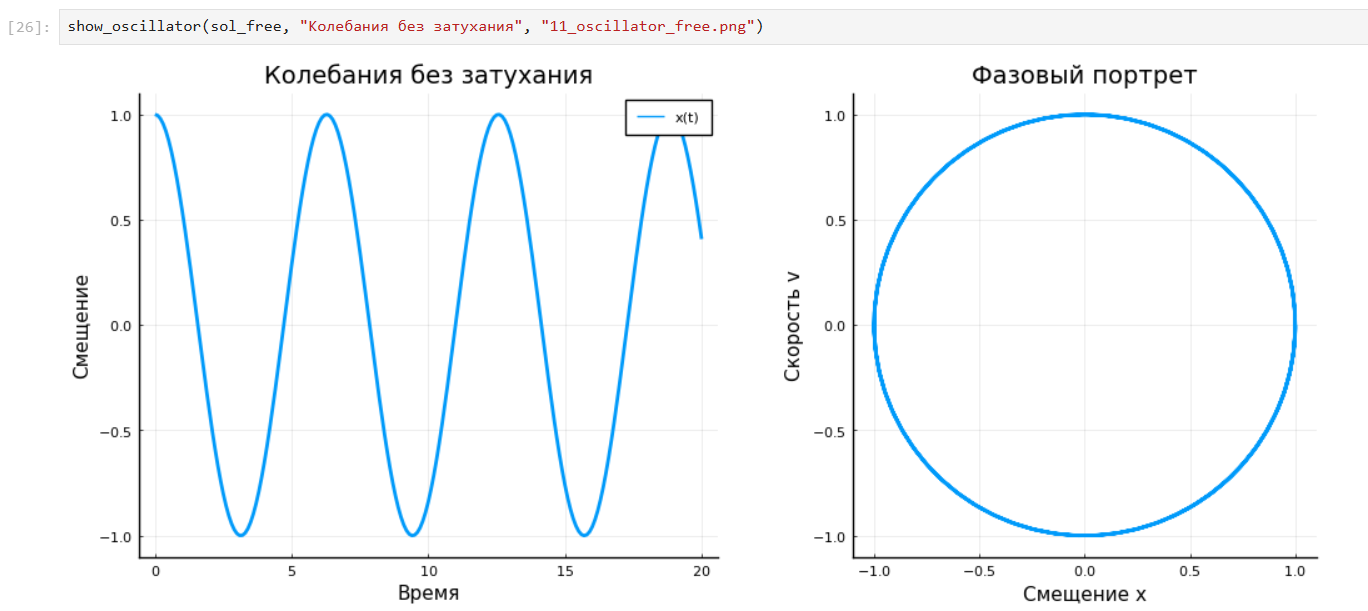 [26]: show_oscillator(sol_free, "Колебания без затухания", "11_oscillator_free.png")
Колебания без затухания
x(t)
1.0
0.5
0.0
−0.5
−1.0
Смещение
0 5 10 15 20
Время
Фазовый портрет
1.0
0.5
0.0
−0.5
−1.0
Скорость v
−1.0 −0.5 0.0 0.5 1.0
Смещение x